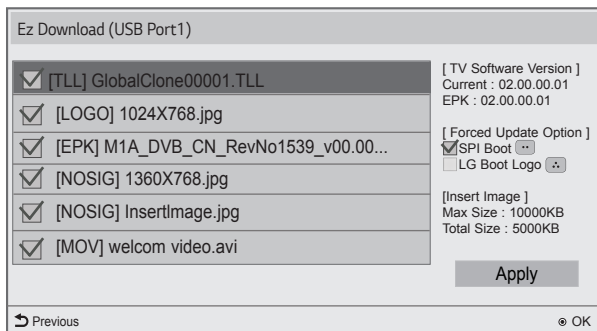 Ez Download (USB Port1)
[TLL] GlobalClone00001.TLL
[LOGO] 1024X768.jpg
[EPK] M1A_DVB_CN_RevNo1539_v00.00...
[NOSIG] 1360X768.jpg
[NOSIG] InsertImage.jpg
[MOV] welcom video.avi
[ TV Software Version ]
Current : 02.00.00.01
EPK : 02.00.00.01
[ Forced Update Option ]
SPI Boot
LG Boot Logo
[Insert Image ]
Max Size : 10000KB
Total Size : 5000KB
Apply
Previous
OK